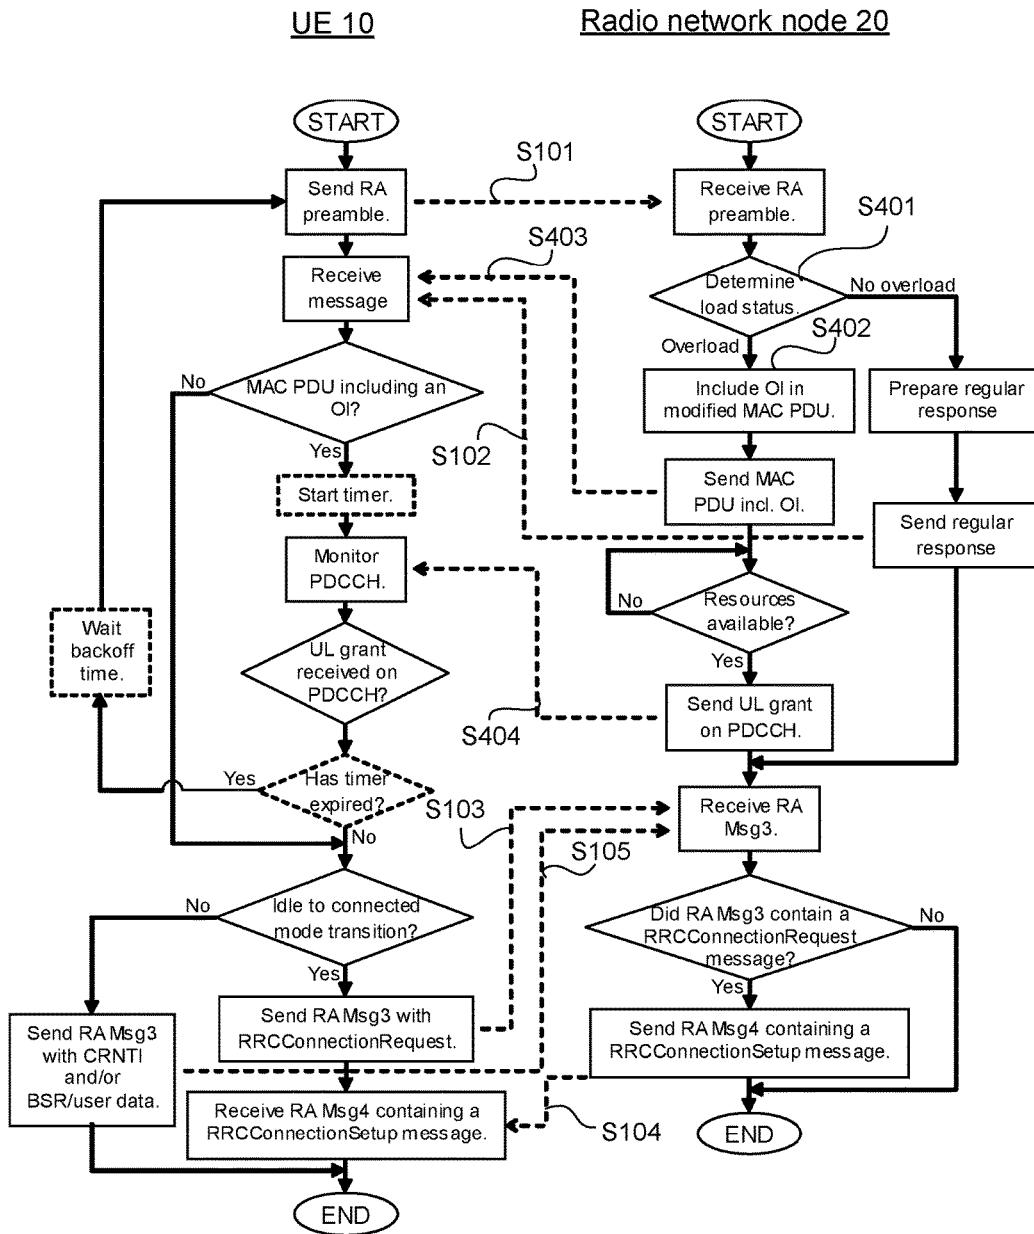 UE 10
Radio network node 20
START
START
S101
Send RA
preamble.
Receive RA
preamble.
S401
S403
Receive
message
Determine
load status.
No overload
Overload
S402
No
MAC PDU including an
OI?
Include OI in
modified MAC PDU.
Prepare regular
response
Yes
S102
Start timer.
Send MAC
PDU incl. OI.
Send regular
response
Monitor
PDCCH.
No
Resources
available?
Wait
backoff
time.
UL grant
received on
PDCCH?
Yes
S404
Send UL grant
on PDCCH.
Yes
Has timer
expired?
S103
No
Receive RA
Msg3.
S105
No
Idle to connected
mode transition?
Did RA Msg3 contain a
RRCConnectionRequest
message?
No
Yes
Yes
Send RA Msg3
with CRNTI
and/or
BSR/user data.
Send RA Msg3 with
RRCConnectionRequest.
Send RA Msg4 containing a
RRCConnectionSetup message.
Receive RA Msg4 containing a
RRCConnectionSetup message.
S104
END
END